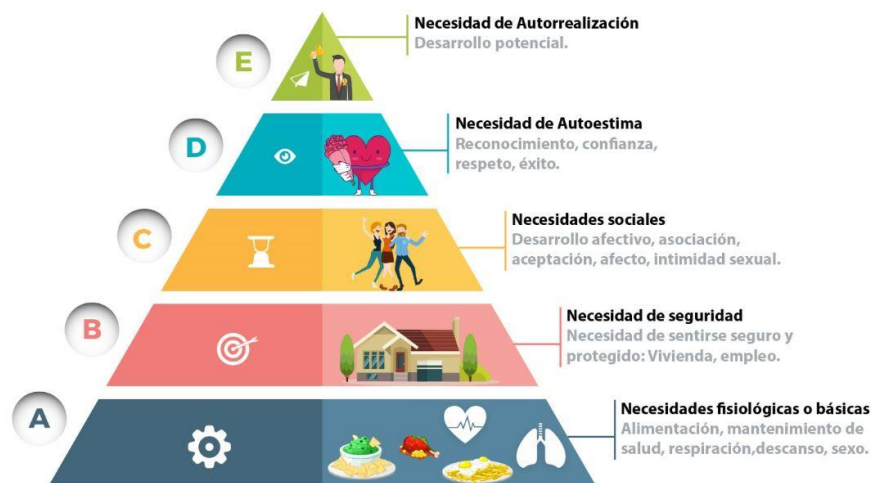 E
Necesidad de Autorrealización
Desarrollo potencial.
D
Necesidad de Autoestima
Reconocimiento, confianza,
respeto, éxito.
C
Necesidades sociales
Desarrollo afectivo, asociación,
aceptación, afecto, intimidad sexual.
B
Necesidad de seguridad
Necesidad de sentirse seguro y
protegido: Vivienda, empleo.
A
Necesidades fisiológicas o básicas
Alimentación, mantenimiento de
salud, respiración,descanso, sexo.